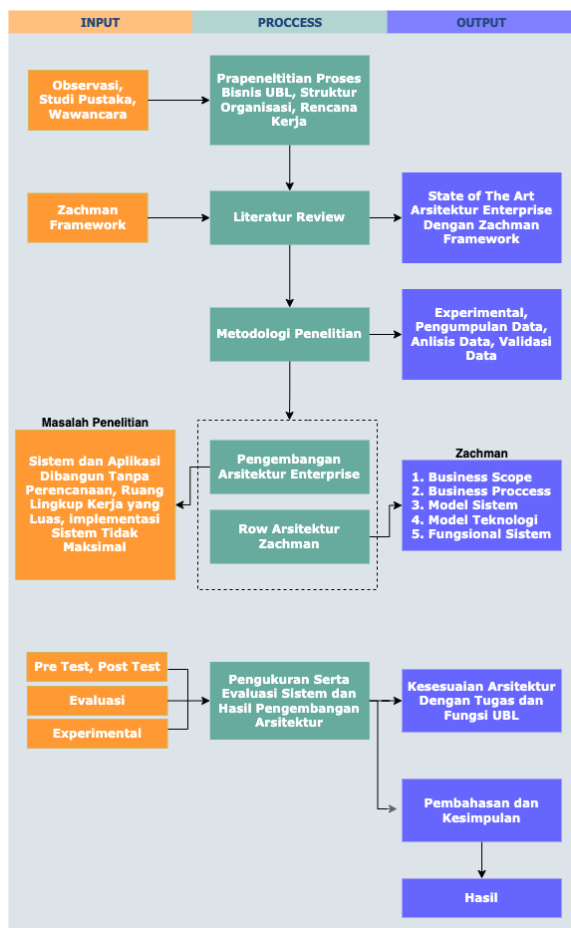 INPUT
PROCCESS
OUTPUT
Observasi,
Studi Pustaka,
Wawancara
Prapeneltitian Proses
Bisnis UBL, Struktur
Organisasi, Rencana
Kerja
Zachman
Framework
Literatur Review
State of The Art
Arsitektur Enterprise
Dengan Zachman
Framework
Metodologi Penelitian
Experimental,
Pengumpulan Data,
Anlisis Data, Validasi
Data
Masalah Penelitian
Sistem dan Aplikasi
Dibangun Tanpa
Perencanaan, Ruang
Lingkup Kerja yang
Luas, implementasi
Sistem Tidak
Maksimal
Pengembangan
Arsitektur Enterprise
Row Arsitektur
Zachman
Zachman
1. Business Scope
2. Business Proccess
3. Model Sistem
4. Model Teknologi
5. Fungsional Sistem
Pre Test, Post Test
Evaluasi
Experimental
Pengukuran Serta
Evaluasi Sistem dan
Hasil Pengembangan
Arsitektur
Kesesuaian Arsitektur
Dengan Tugas dan
Fungsi UBL
Pembahasan dan
Kesimpulan
Hasil